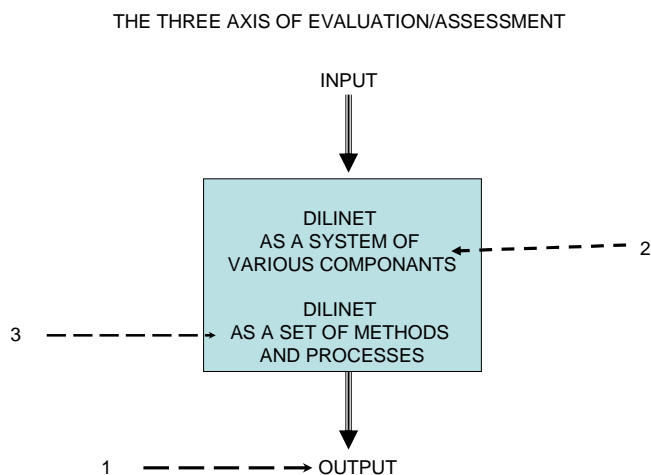 THE THREE AXIS OF EVALUATION/ASSESSMENT
INPUT
DILINET
AS A SYSTEM OF
VARIOUS COMPONANTS
2
DILINET
AS A SET OF METHODS
AND PROCESSES
3
1
OUTPUT